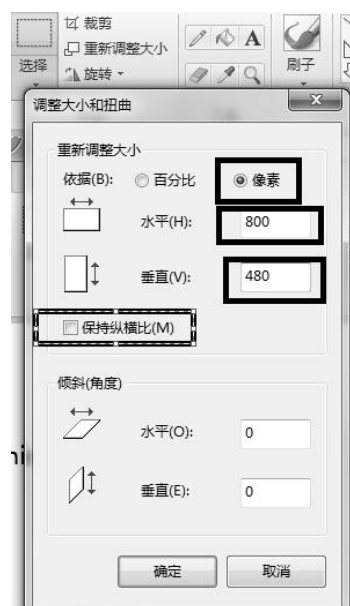 裁剪
重新调整大小
选择
旋转
A
刷子
调整大小和扭曲
x
重新调整大小
依据(B): 百分比 像素
水平(H): 800
垂直(V): 480
保持纵横比(M)
倾斜(角度)
水平(O): 0
hi
垂直(E): 0
确定 取消